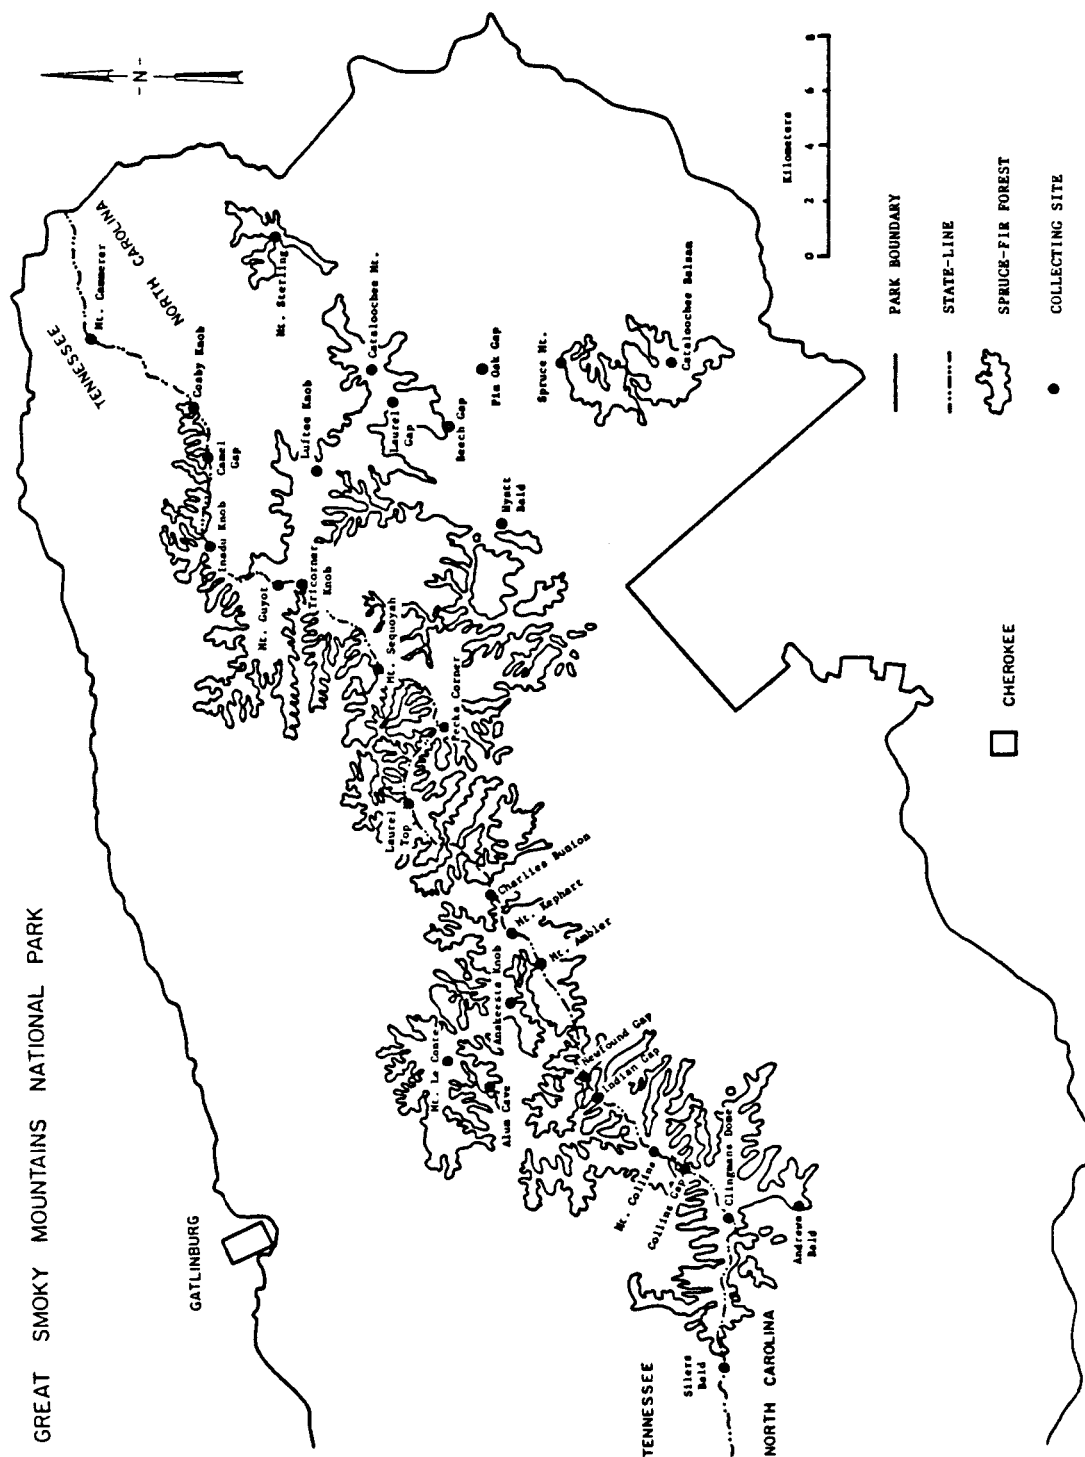 GREAT SMOKY MOUNTAINS NATIONAL PARK
-N-
GATLINBURG
TENNESSEE
NORTH CAROLINA
Mt. Cammerer
Cosby Knob
Camel
Gap
Inadu Knob
Mt. Guyot
Tricorner
Knob
Luftee Knob
Mt. Sterling
Cataloochee Mt.
Laurel
Gap
Beech Gap
Pin Oak Gap
Spruce Mt.
Cataloochee Balsam
Hyatt
Bald
Mt. Sequoyah
Pecks Corner
Laurel
Top
Charlies Bunion
Mt. Kephart
Mt. Ambler
Anakeesta Knob
Mt. Le Conte
Alum Cave
Newfound Gap
Indian Gap
Mt. Collins
Collins Gap
Clingmans Dome
Andrews
Bald
Silers
Bald
TENNESSEE
NORTH CAROLINA
CHEROKEE
Kilometers
0 2 4 6 8
PARK BOUNDARY
STATE-LINE
SPRUCE-FIR FOREST
COLLECTING SITE